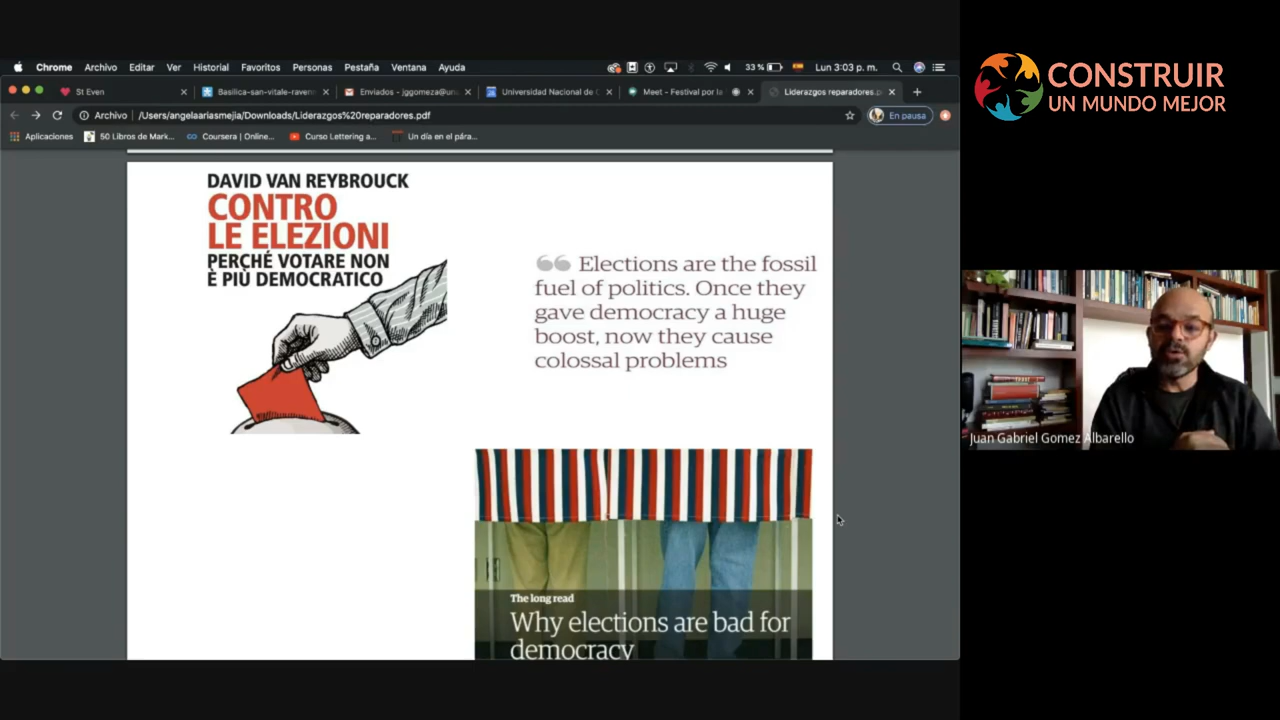 Chrome Archivo Editar Ver Historial Favoritos Personas Pestaña Ventana Ayuda 33 % Lun 3:03 p. m.
St Even Basilica-san-vitale-raven Enviados - jggomeza@un Universidad Nacional de C Meet - Festival por la Liderazgos reparadores.p
Archivo /Users/angelaariasmejia/Downloads/Liderazgos%20reparadores.pdf En pausa
Aplicaciones 50 Libros de Mark... Coursera | Online... Curso Lettering a... Un día en el pára...
DAVID VAN REYBROUCK
CONTRO
LE ELEZIONI
PERCHÉ VOTARE NON
È PIÙ DEMOCRATICO
“ Elections are the fossil
fuel of politics. Once they
gave democracy a huge
boost, now they cause
colossal problems
The long read
Why elections are bad for
democracy
CONSTRUIR
UN MUNDO MEJOR
Juan Gabriel Gomez Albarello